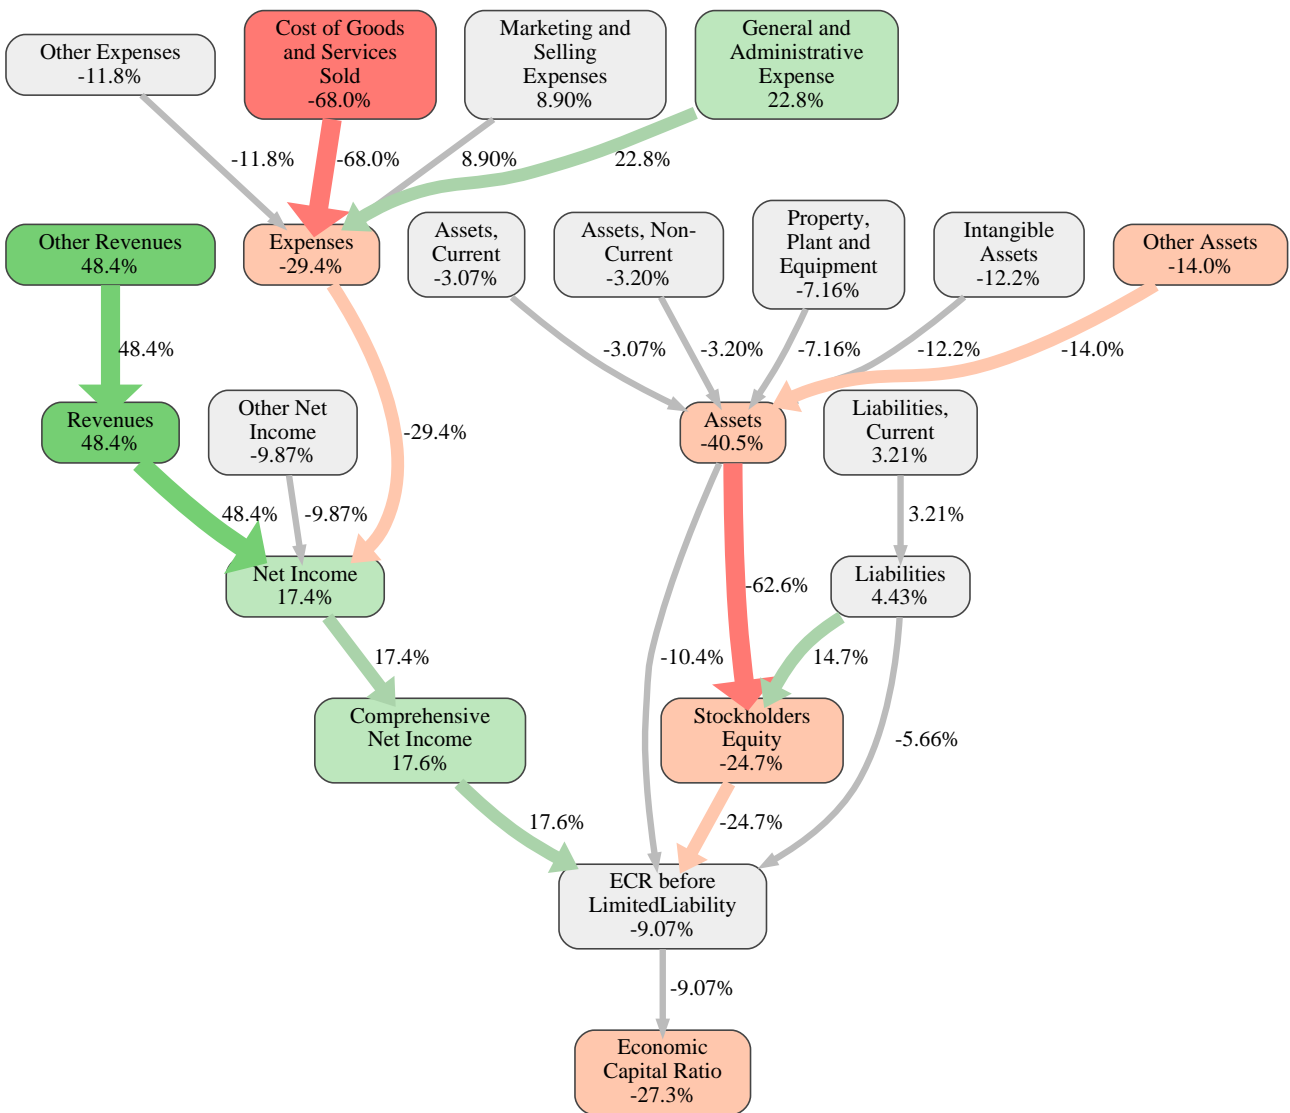 Other Expenses
-11.8%
Cost of Goods
and Services
Sold
-68.0%
Marketing and
Selling
Expenses
8.90%
General and
Administrative
Expense
22.8%
-11.8%
-68.0%
8.90%
22.8%
Other Revenues
48.4%
Expenses
-29.4%
Assets,
Current
-3.07%
Assets, Non-
Current
-3.20%
Property,
Plant and
Equipment
-7.16%
Intangible
Assets
-12.2%
Other Assets
-14.0%
48.4%
-3.07%
-3.20%
-7.16%
-12.2%
-14.0%
Revenues
48.4%
Other Net
Income
-9.87%
-29.4%
Assets
-40.5%
Liabilities,
Current
3.21%
48.4%
-9.87%
3.21%
Net Income
17.4%
-62.6%
Liabilities
4.43%
17.4%
-10.4%
14.7%
Comprehensive
Net Income
17.6%
Stockholders
Equity
-24.7%
-5.66%
17.6%
-24.7%
ECR before
LimitedLiability
-9.07%
-9.07%
Economic
Capital Ratio
-27.3%